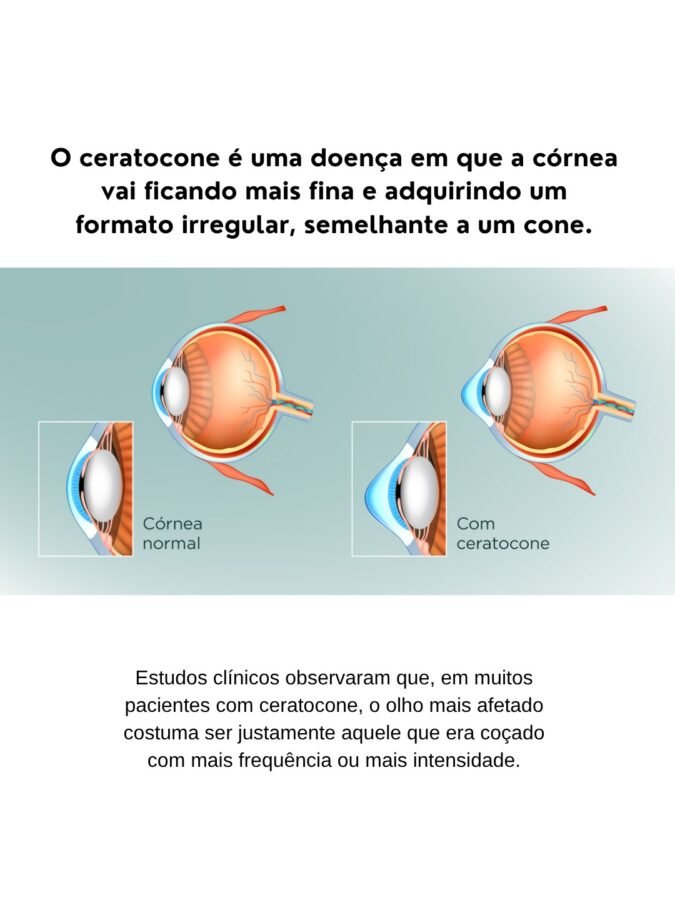 O ceratocone é uma doença em que a córnea
vai ficando mais fina e adquirindo um
formato irregular, semelhante a um cone.
Córnea
normal
Com
ceratocone
Estudos clínicos observaram que, em muitos
pacientes com ceratocone, o olho mais afetado
costuma ser justamente aquele que era coçado
com mais frequência ou mais intensidade.